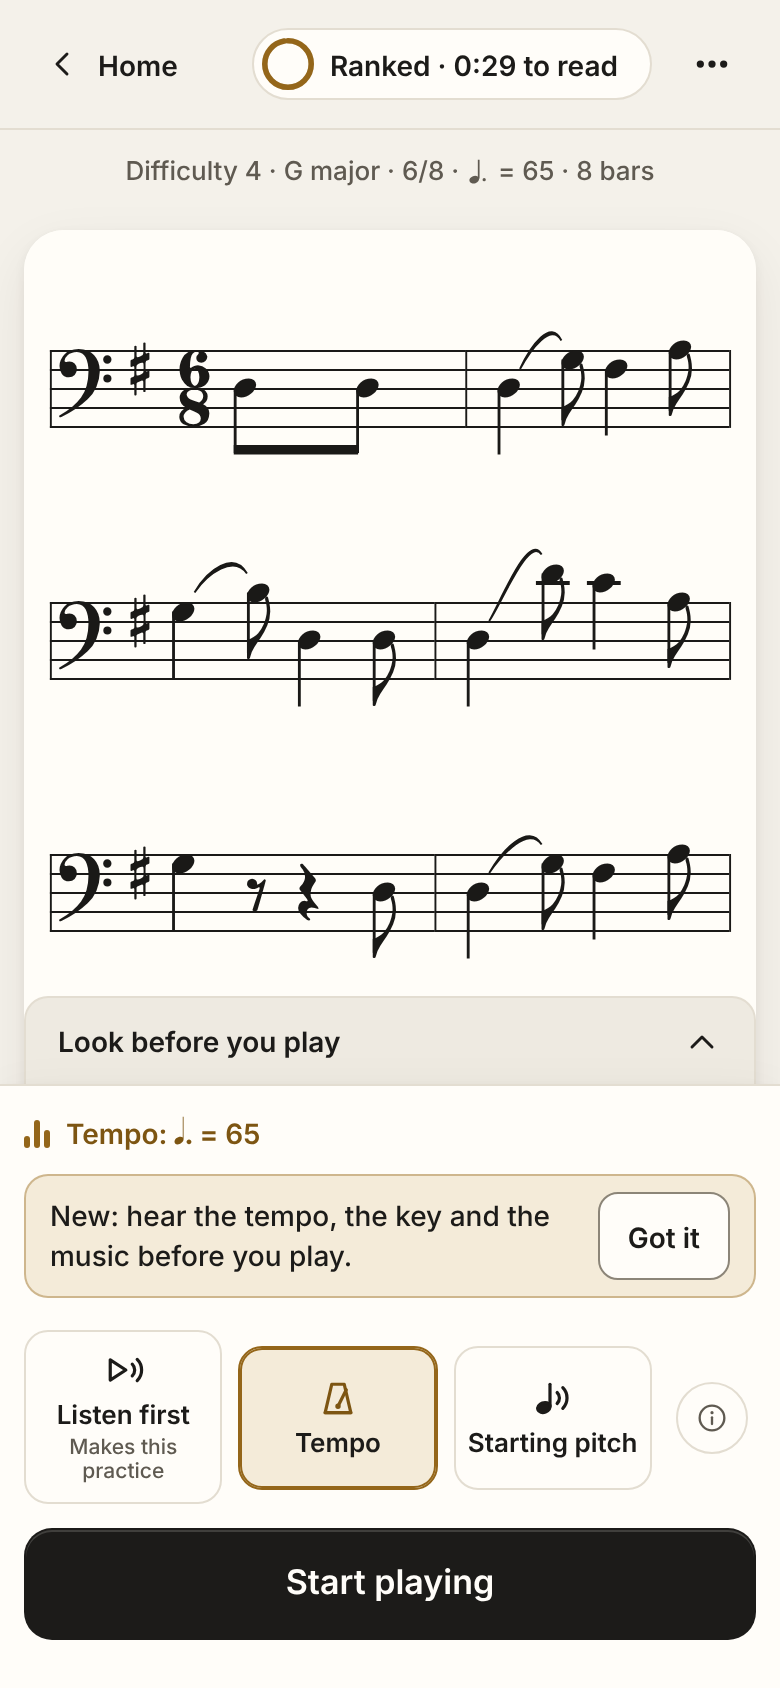 Home
Ranked · 0:29 to read
Difficulty 4 · G major · 6/8 · 𝅘𝅥. = 65 · 8 bars
6
8
Look before you play
Tempo: 𝅘𝅥. = 65
New: hear the tempo, the key and the
music before you play.
Got it
Listen first
Makes this
practice
Tempo
Starting pitch
Start playing